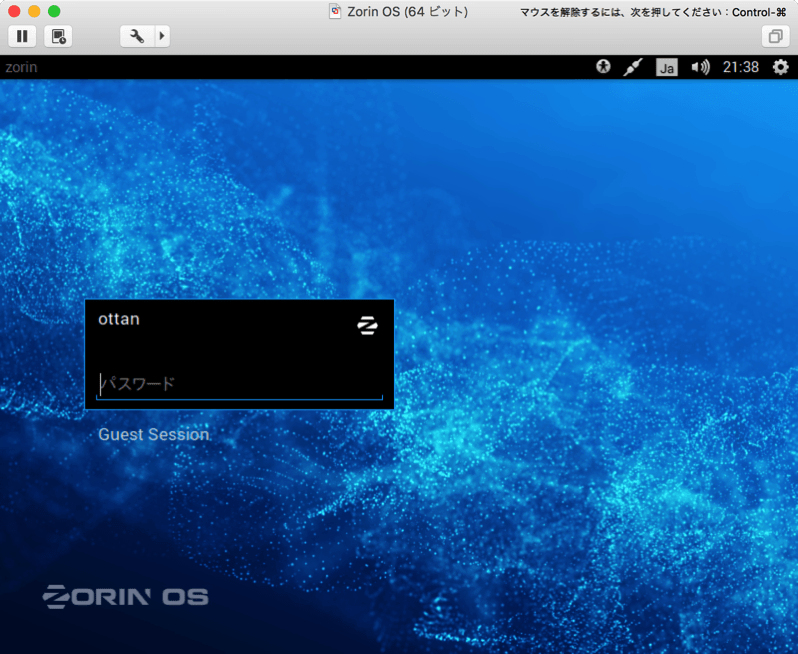 Zorin OS (64 ビット)
マウスを解除するには、次を押してください：Control-⌘
zorin
Ja
21:38
ottan
パスワード
Guest Session
ZORIN OS